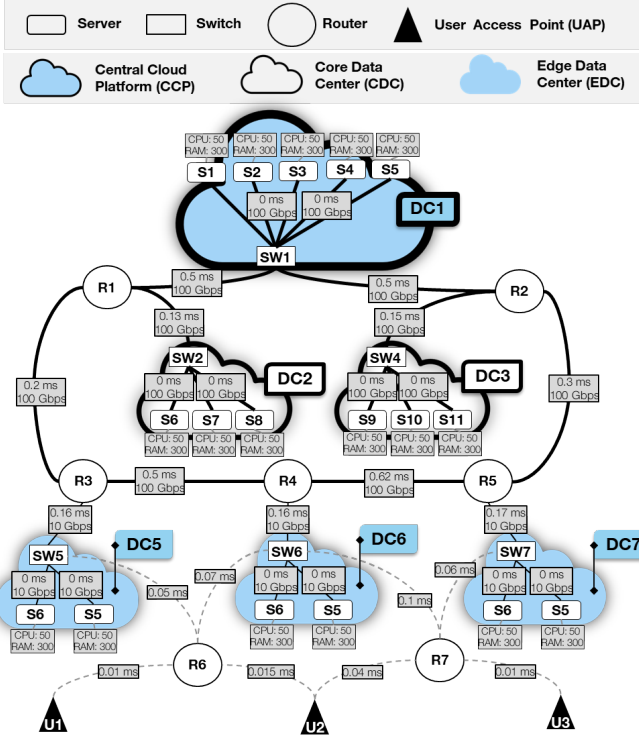 Server
Switch
Router
User Access Point (UAP)
Central Cloud
Platform (CCP)
Core Data
Center (CDC)
Edge Data
Center (EDC)
CPU: 50
RAM: 300
CPU: 50
RAM: 300
CPU: 50
RAM: 300
CPU: 50
RAM: 300
CPU: 50
RAM: 300
S1
S2
S3
S4
S5
0 ms
100 Gbps
0 ms
100 Gbps
DC1
SW1
R1
0.5 ms
100 Gbps
0.5 ms
100 Gbps
R2
0.13 ms
100 Gbps
0.15 ms
100 Gbps
SW2
SW4
DC2
DC3
0 ms
100 Gbps
0 ms
100 Gbps
0 ms
100 Gbps
0 ms
100 Gbps
0.2 ms
100 Gbps
0.3 ms
100 Gbps
S6
S7
S8
S9
S10
S11
CPU: 50
RAM: 300
CPU: 50
RAM: 300
CPU: 50
RAM: 300
CPU: 50
RAM: 300
CPU: 50
RAM: 300
CPU: 50
RAM: 300
R3
0.5 ms
100 Gbps
R4
0.62 ms
100 Gbps
R5
0.16 ms
10 Gbps
0.16 ms
10 Gbps
0.17 ms
10 Gbps
DC5
DC6
DC7
SW5
SW6
SW7
0 ms
10 Gbps
0 ms
10 Gbps
0.05 ms
0.07 ms
0 ms
10 Gbps
0 ms
10 Gbps
0.1 ms
0.06 ms
0 ms
10 Gbps
0 ms
10 Gbps
S6
S5
S6
S5
S6
S5
CPU: 50
RAM: 300
CPU: 50
RAM: 300
CPU: 50
RAM: 300
CPU: 50
RAM: 300
CPU: 50
RAM: 300
CPU: 50
RAM: 300
R6
R7
0.01 ms
0.015 ms
0.04 ms
0.01 ms
U1
U2
U3